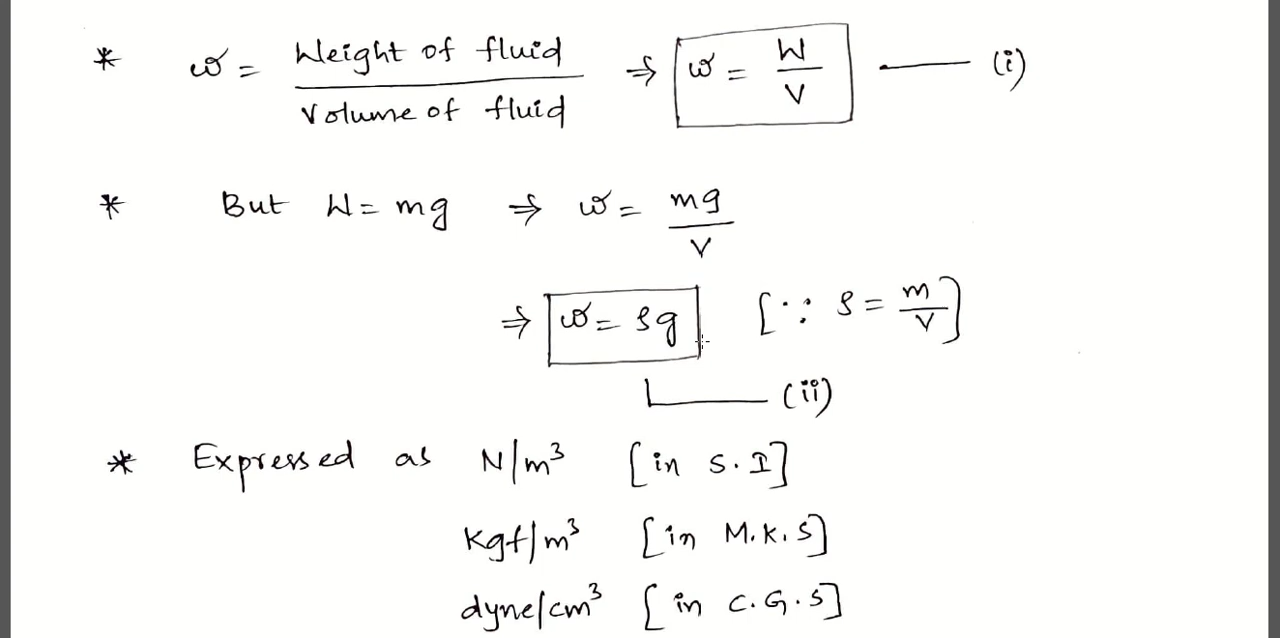 * ω = Weight of fluid / Volume of fluid ⇒ ω = W/V —— (i)
* But W = mg ⇒ ω = mg/V
⇒ ω = ρg [∵ ρ = m/V]
—— (ii)
* Expressed as N/m³ [in S.I]
Kgf/m³ [in M.K.S]
dyne/cm³ [in C.G.S]